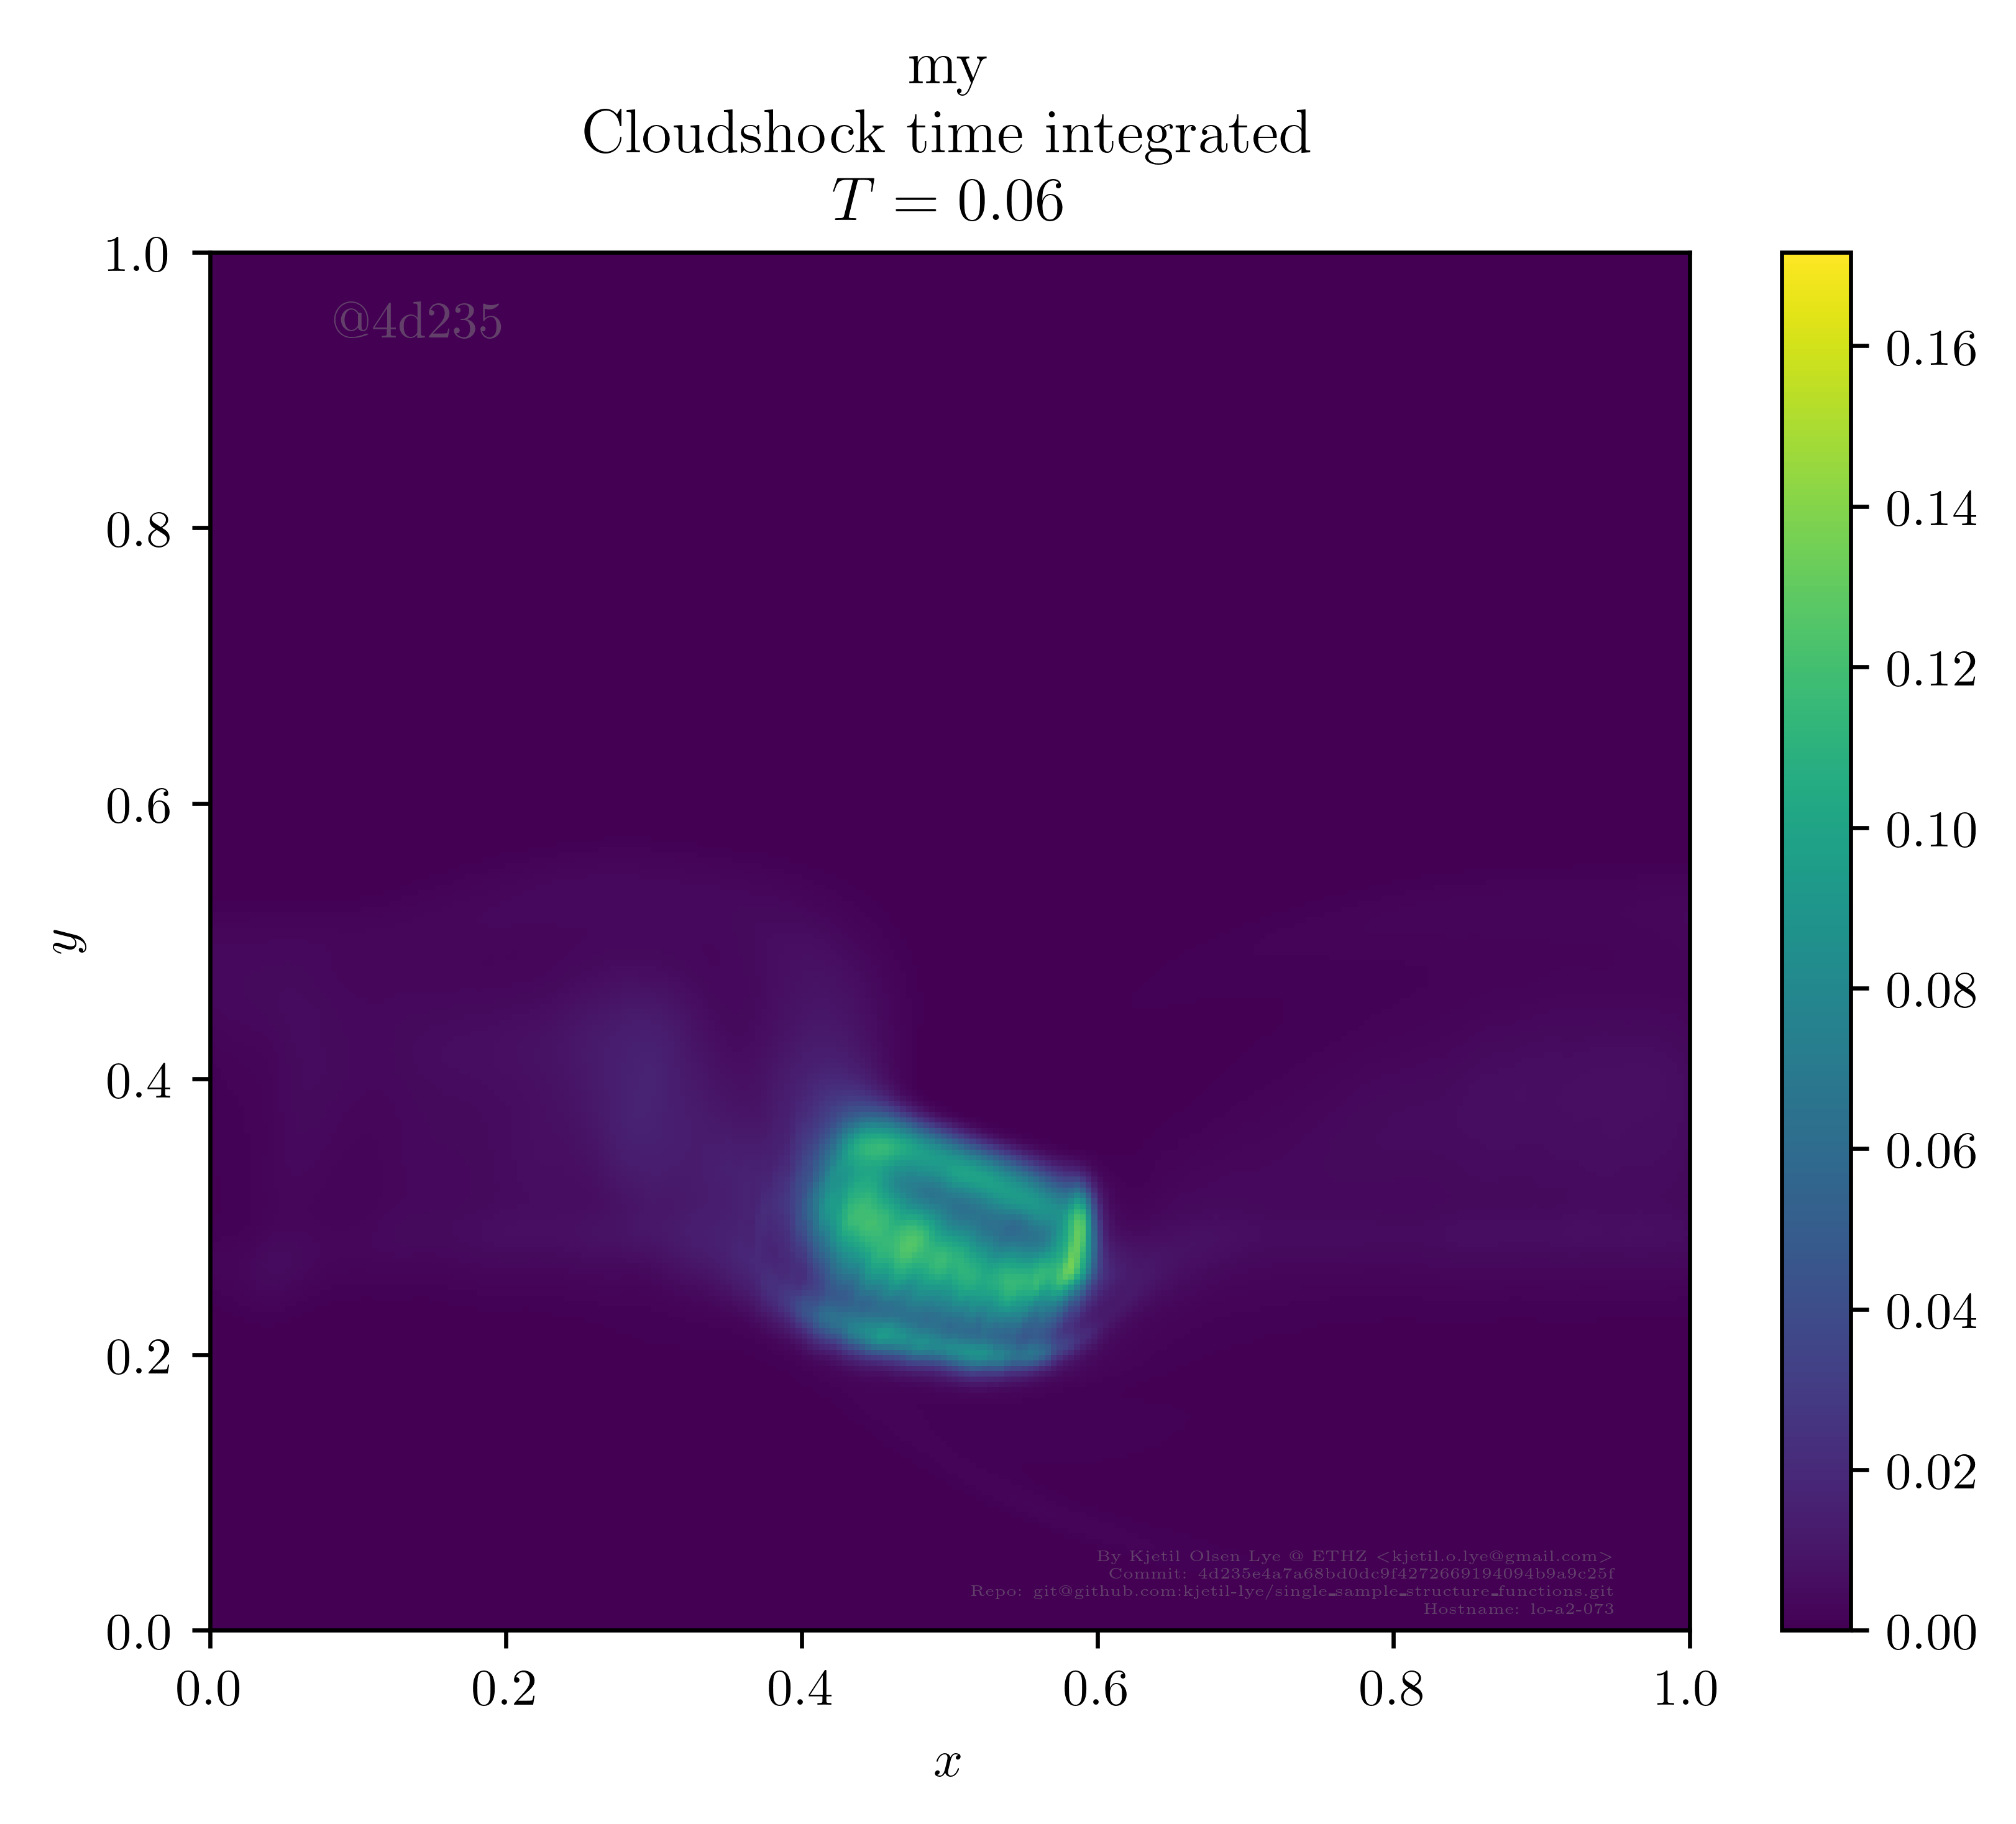 my
Cloudshock time integrated
T = 0.06
@4d235
1.0
0.8
0.6
0.4
0.2
0.0
y
0.0 0.2 0.4 0.6 0.8 1.0
x
0.16
0.14
0.12
0.10
0.08
0.06
0.04
0.02
0.00
By Kjetil Olsen Lye @ ETHZ <kjetil.o.lye@gmail.com>
Commit: 4d235e4a7a68bd0dc9f4272669194094b9a9c25f
Repo: git@github.com:kjetil-lye/single_sample_structure_functions.git
Hostname: lo-a2-073